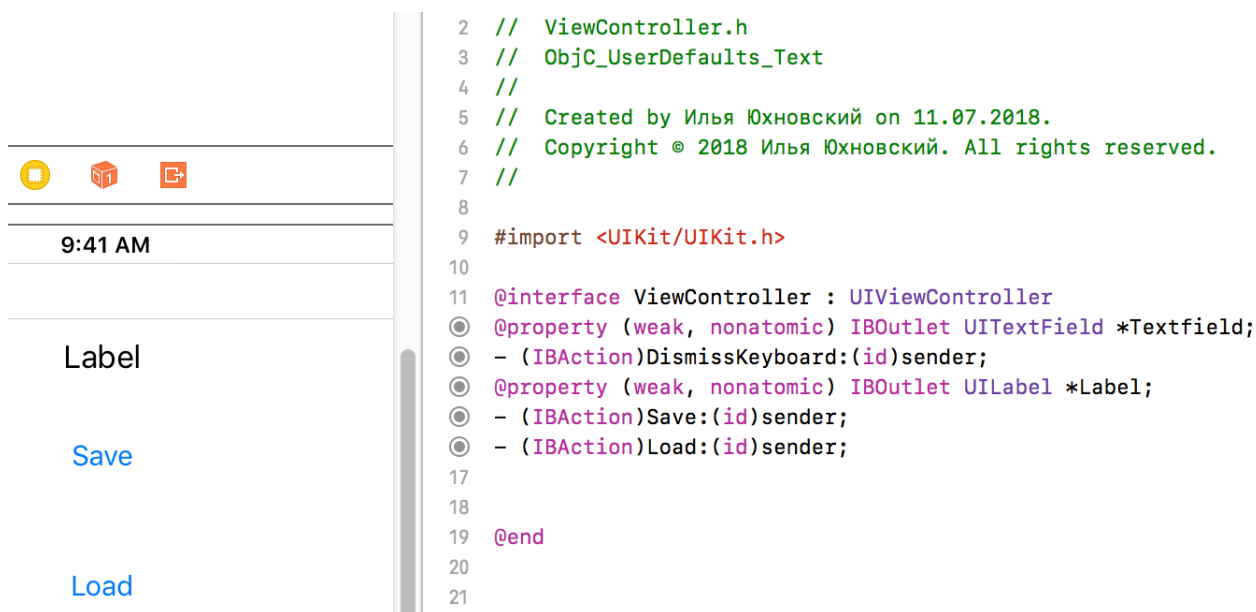 9:41 AM
Label
Save
Load
2 //  ViewController.h
3 //  ObjC_UserDefaults_Text
4 //
5 //  Created by Илья Юхновский on 11.07.2018.
6 //  Copyright © 2018 Илья Юхновский. All rights reserved.
7 //
8
9 #import <UIKit/UIKit.h>
10
11 @interface ViewController : UIViewController
@property (weak, nonatomic) IBOutlet UITextField *Textfield;
- (IBAction)DismissKeyboard:(id)sender;
@property (weak, nonatomic) IBOutlet UILabel *Label;
- (IBAction)Save:(id)sender;
- (IBAction)Load:(id)sender;
17
18
19 @end
20
21